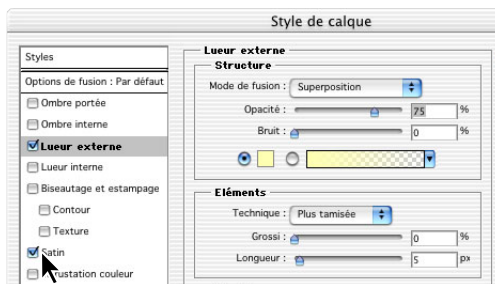 Style de calque
Styles
Options de fusion : Par défaut
Ombre portée
Ombre interne
Lueur externe
Lueur interne
Biseautage et estampage
Contour
Texture
Satin
Lueur externe
Structure
Mode de fusion : Superposition
Opacité : 75 %
Bruit : 0 %
Eléments
Technique : Plus tamisée
Grossi : 0 %
Longueur : 5 px
couleur